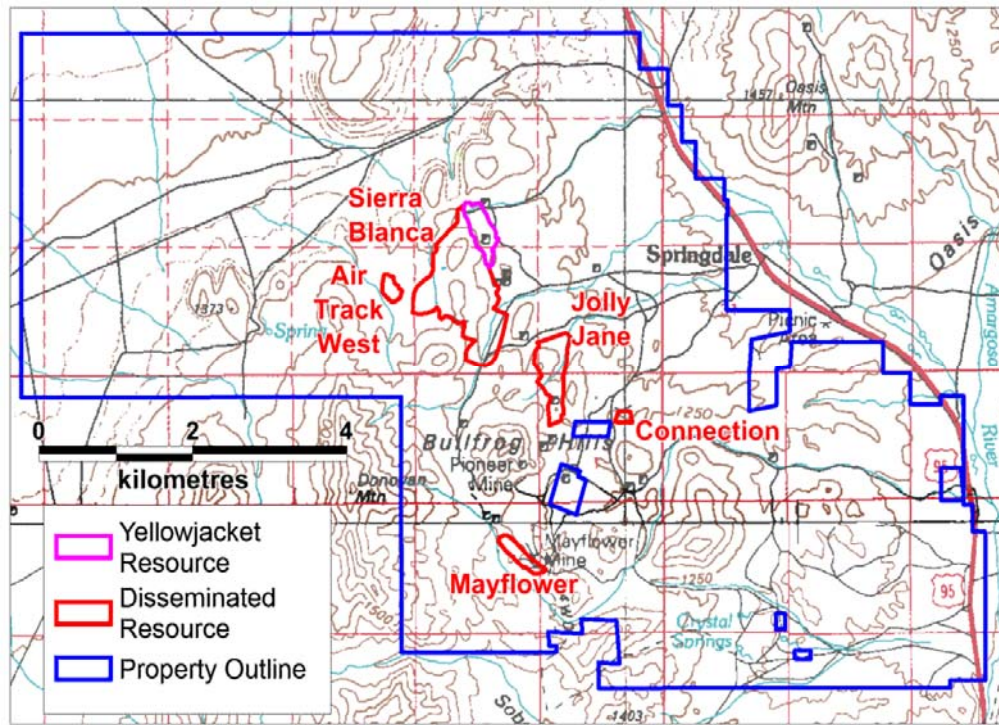 1250
Oasis
1457 Mtn
Sierra
Blanca
Springdale
Oasis
Air
Track
West
Jolly
Jane
1373
Spring
Picnic
Area
Amargosa
River
0 2 4
kilometres
1250
Connection
Bullfrog Hills
Pioneer
Mine
Donovan
Mtn
95
Yellowjacket
Resource
Disseminated
Resource
Property Outline
Mayflower
Mine
Mayflower
1250
95
1500
Crystal
Springs
1403